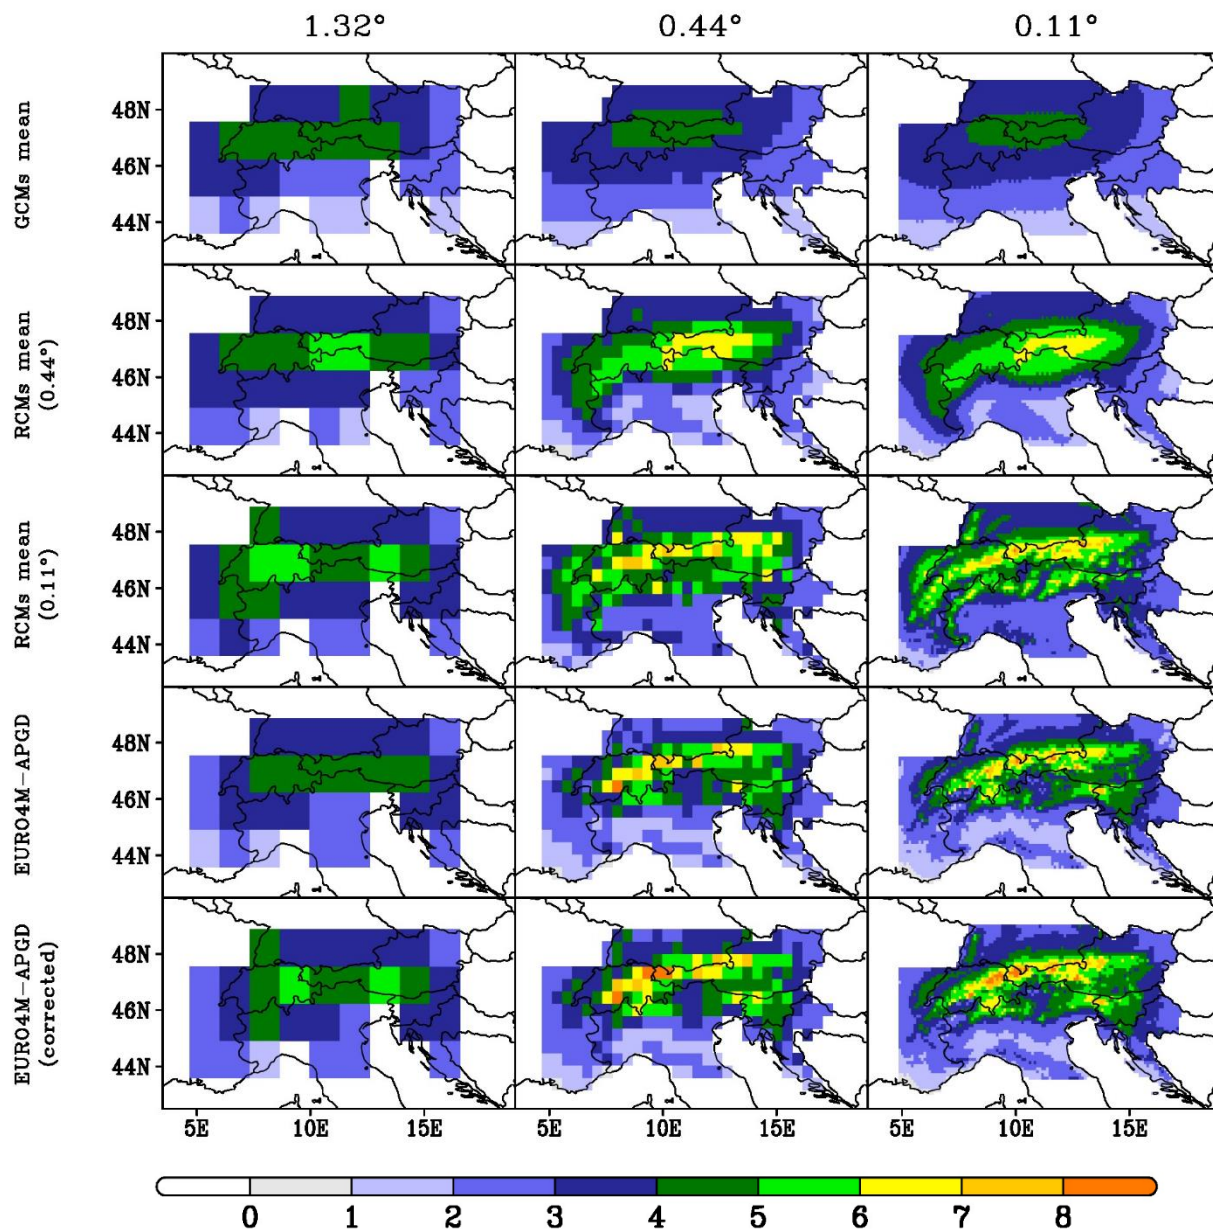 1.32° 0.44° 0.11°
GCMs mean
48N
46N
44N
RCMs mean
(0.44°)
48N
46N
44N
RCMs mean
(0.11°)
48N
46N
44N
EURO4M-APGD
48N
46N
44N
EURO4M-APGD
(corrected)
48N
46N
44N
5E 10E 15E 5E 10E 15E 5E 10E 15E
0 1 2 3 4 5 6 7 8